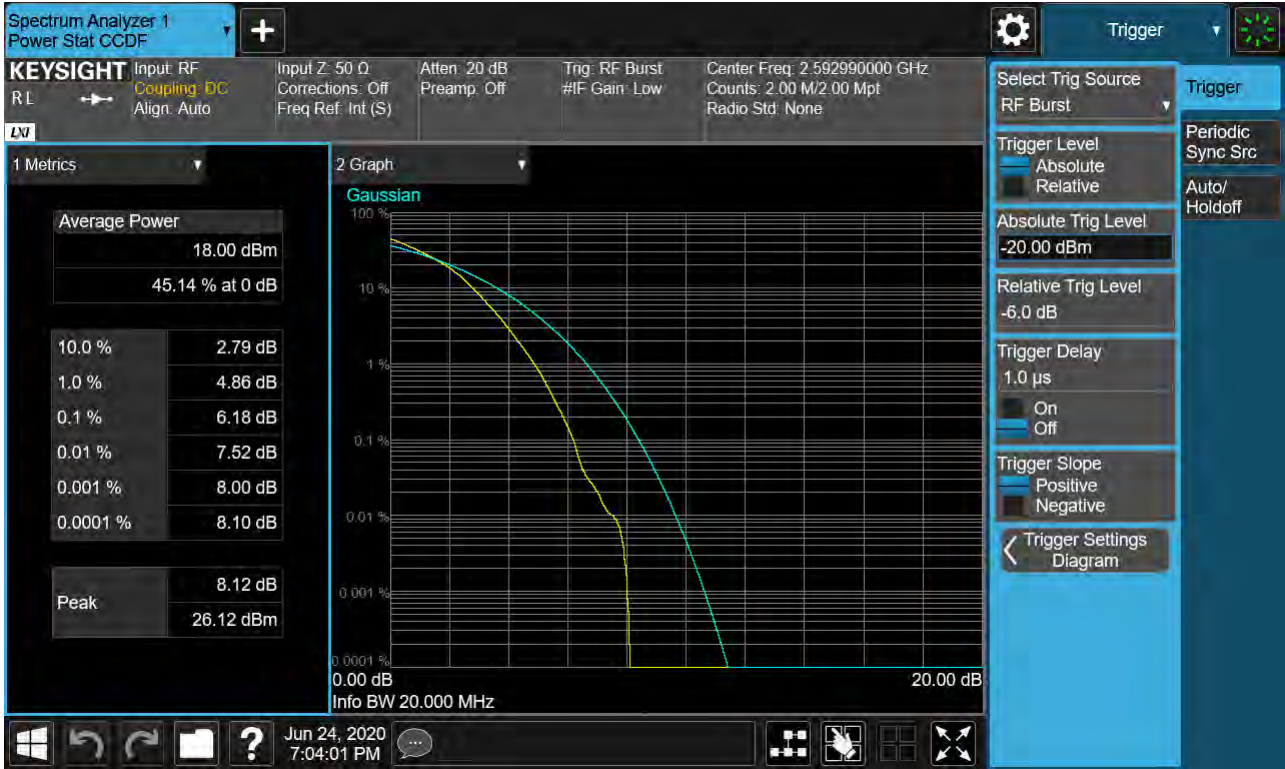 Spectrum Analyzer 1
Power Stat CCDF
+
Trigger
KEYSIGHT
R L
LXI
Input: RF
Coupling: DC
Align: Auto
Input Z: 50 Ω
Corrections: Off
Freq Ref: Int (S)
Atten: 20 dB
Preamp: Off
Trig: RF Burst
#IF Gain: Low
Center Freq: 2.592990000 GHz
Counts: 2.00 M/2.00 Mpt
Radio Std: None
1 Metrics
Average Power
18.00 dBm
45.14 % at 0 dB
10.0 % 2.79 dB
1.0 % 4.86 dB
0.1 % 6.18 dB
0.01 % 7.52 dB
0.001 % 8.00 dB
0.0001 % 8.10 dB
Peak
8.12 dB
26.12 dBm
2 Graph
Gaussian
100 %
10 %
1 %
0.1 %
0.01 %
0.001 %
0.0001 %
0.00 dB 20.00 dB
Info BW 20.000 MHz
Select Trig Source
RF Burst
Trigger Level
Absolute
Relative
Absolute Trig Level
-20.00 dBm
Relative Trig Level
-6.0 dB
Trigger Delay
1.0 µs
On
Off
Trigger Slope
Positive
Negative
Trigger Settings
Diagram
Trigger
Periodic
Sync Src
Auto/
Holdoff
?
Jun 24, 2020
7:04:01 PM